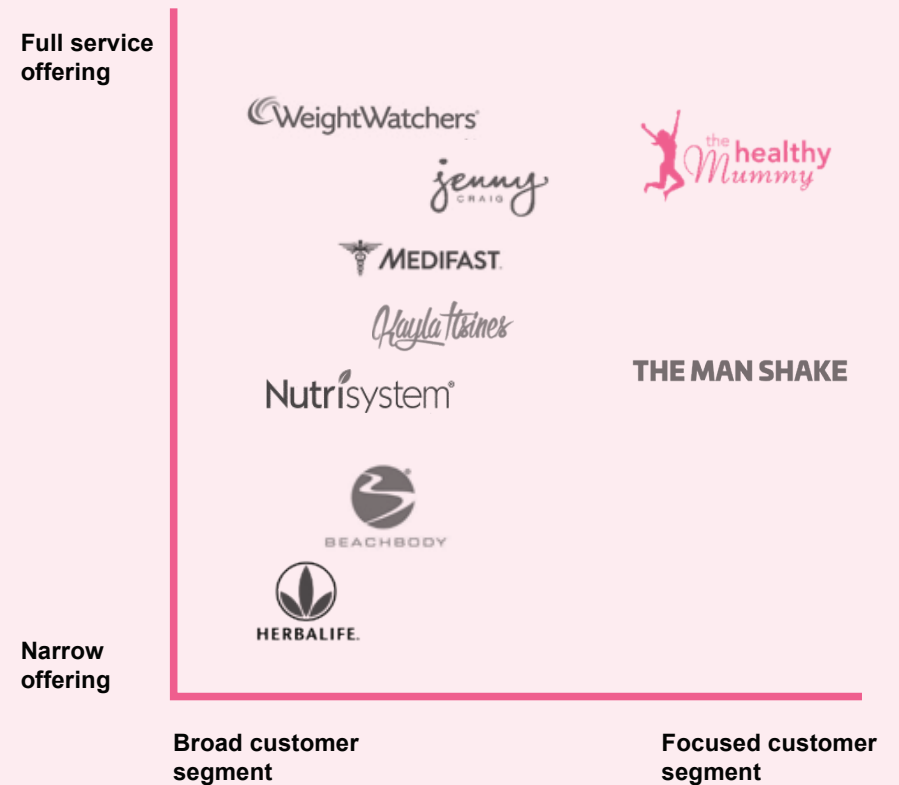 Full service
offering
WeightWatchers®
jenny
CRAIG
the healthy
Mummy
MEDIFAST
Kayla Itsines
THE MAN SHAKE
Nutrisystem®
BEACHBODY
HERBALIFE.
Narrow
offering
Broad customer
segment
Focused customer
segment